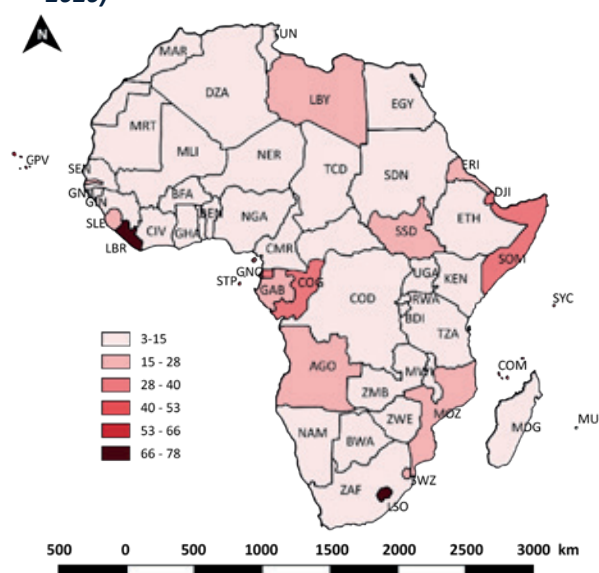 N
TUN
MAR
DZA
LBY
EGY
MRT
MLI
NER
TCD
SDN
ERI
GPV
SEN
BFA
DJI
GIN
BEN
NGA
ETH
SLE
CIV
GHA
SSD
LBR
CMR
SOM
GNQ
COG
UGA
KEN
STP
GAB
COD
RWA
BDI
SYC
TZA
3-15
15 - 28
28 - 40
40 - 53
53 - 66
66 - 78
AGO
COM
ZMB
MOZ
MU
ZWE
MDG
NAM
BWA
SWZ
ZAF
LSO
500 0 500 1000 1500 2000 2500 3000 km